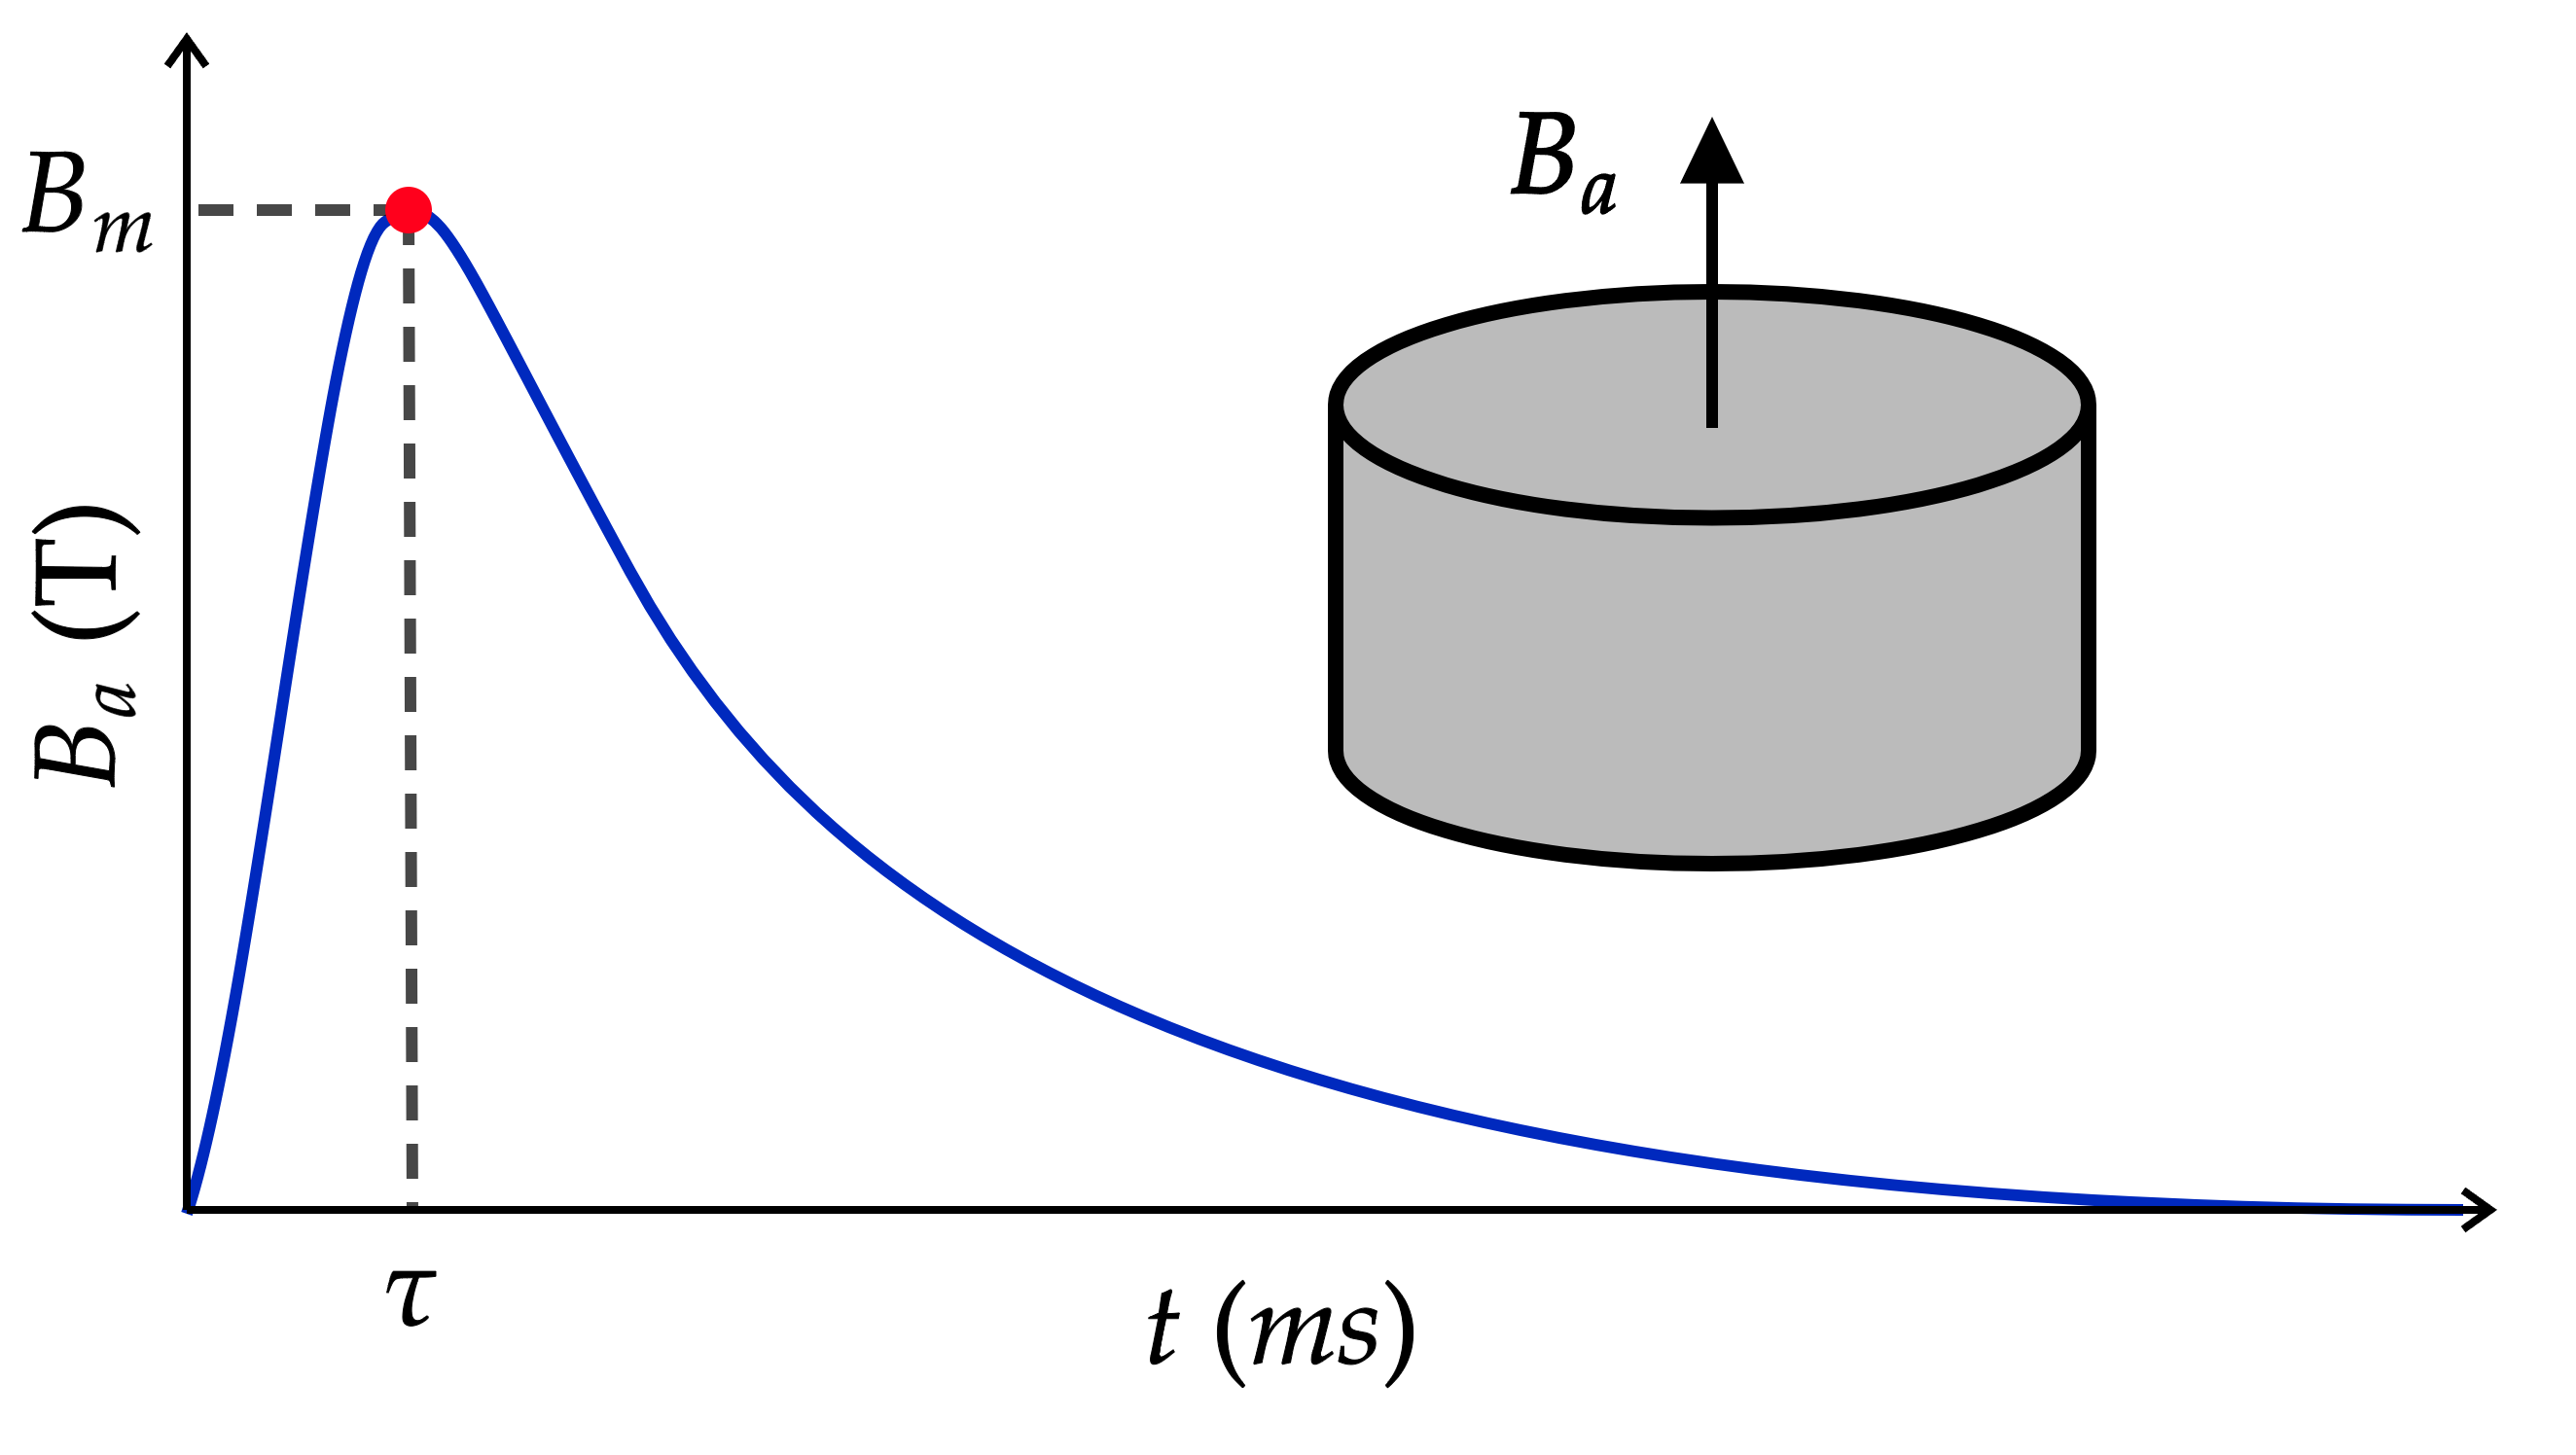 B_m
B_a
B_a (T)
τ
t (ms)